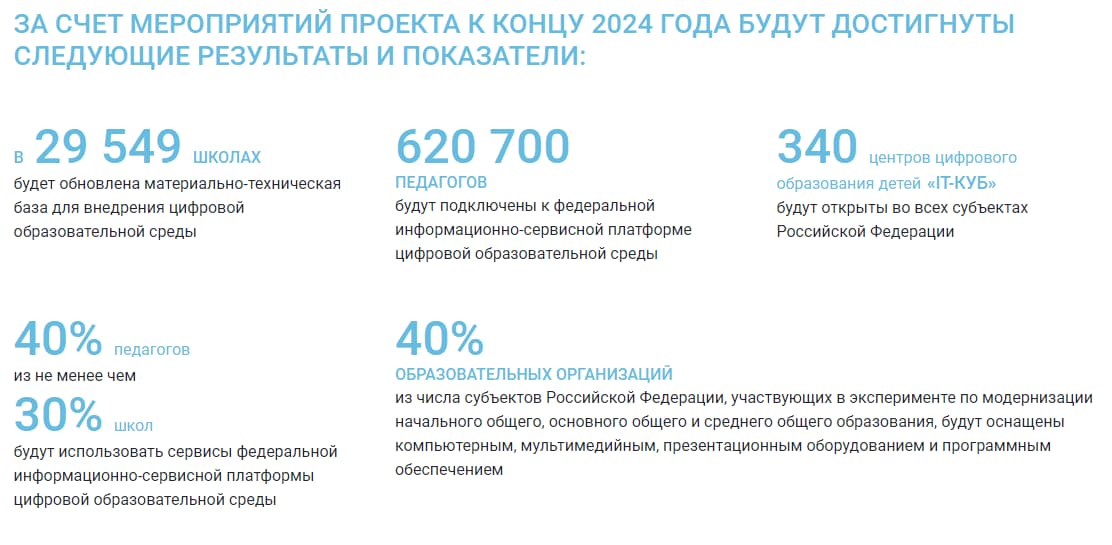 ЗА СЧЕТ МЕРОПРИЯТИЙ ПРОЕКТА К КОНЦУ 2024 ГОДА БУДУТ ДОСТИГНУТЫ
СЛЕДУЮЩИЕ РЕЗУЛЬТАТЫ И ПОКАЗАТЕЛИ:
В 29 549 ШКОЛАХ
будет обновлена материально-техническая
база для внедрения цифровой
образовательной среды
620 700
ПЕДАГОГОВ
будут подключены к федеральной
информационно-сервисной платформе
цифровой образовательной среды
340 центров цифрового
образования детей «IT-КУБ»
будут открыты во всех субъектах
Российской Федерации
40% педагогов
из не менее чем
30% школ
будут использовать сервисы федеральной
информационно-сервисной платформы
цифровой образовательной среды
40%
ОБРАЗОВАТЕЛЬНЫХ ОРГАНИЗАЦИЙ
из числа субъектов Российской Федерации, участвующих в эксперименте по модернизации
начального общего, основного общего и среднего общего образования, будут оснащены
компьютерным, мультимедийным, презентационным оборудованием и программным
обеспечением